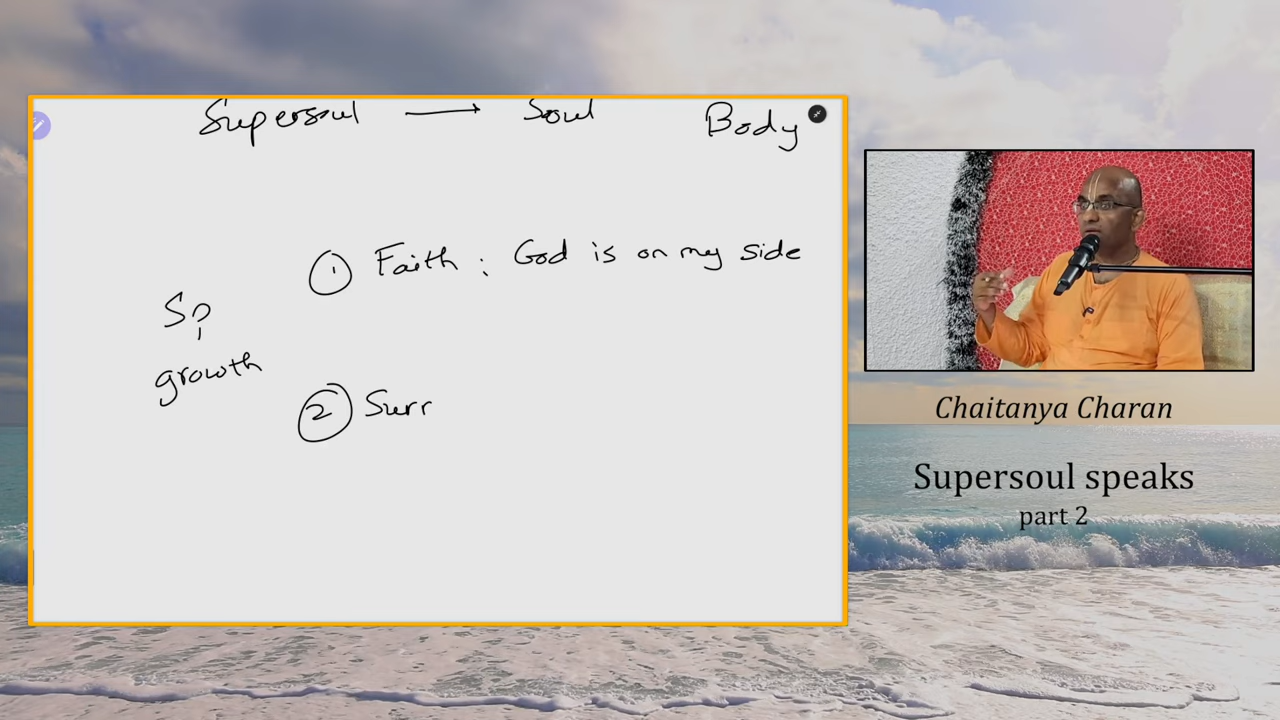 Supersoul → Soul Body
① Faith : God is on my side
Sp
growth
② Surr
Chaitanya Charan
Supersoul speaks
part 2